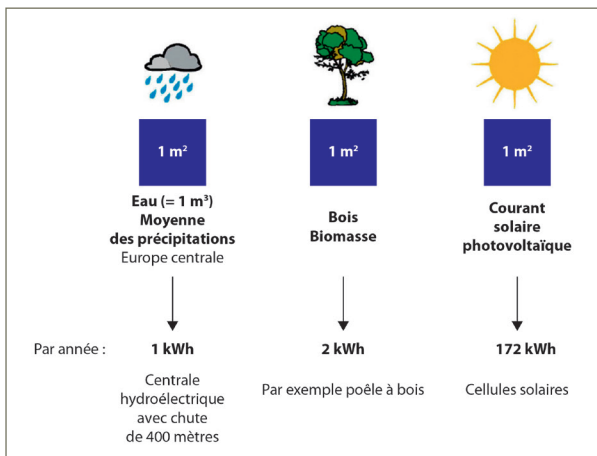 1 m²
1 m²
1 m²
Eau (= 1 m³)
Moyenne
des précipitations
Europe centrale
Bois
Biomasse
Courant
solaire
photovoltaïque
Par année :
1 kWh
2 kWh
172 kWh
Centrale
hydroélectrique
avec chute
de 400 mètres
Par exemple poêle à bois
Cellules solaires